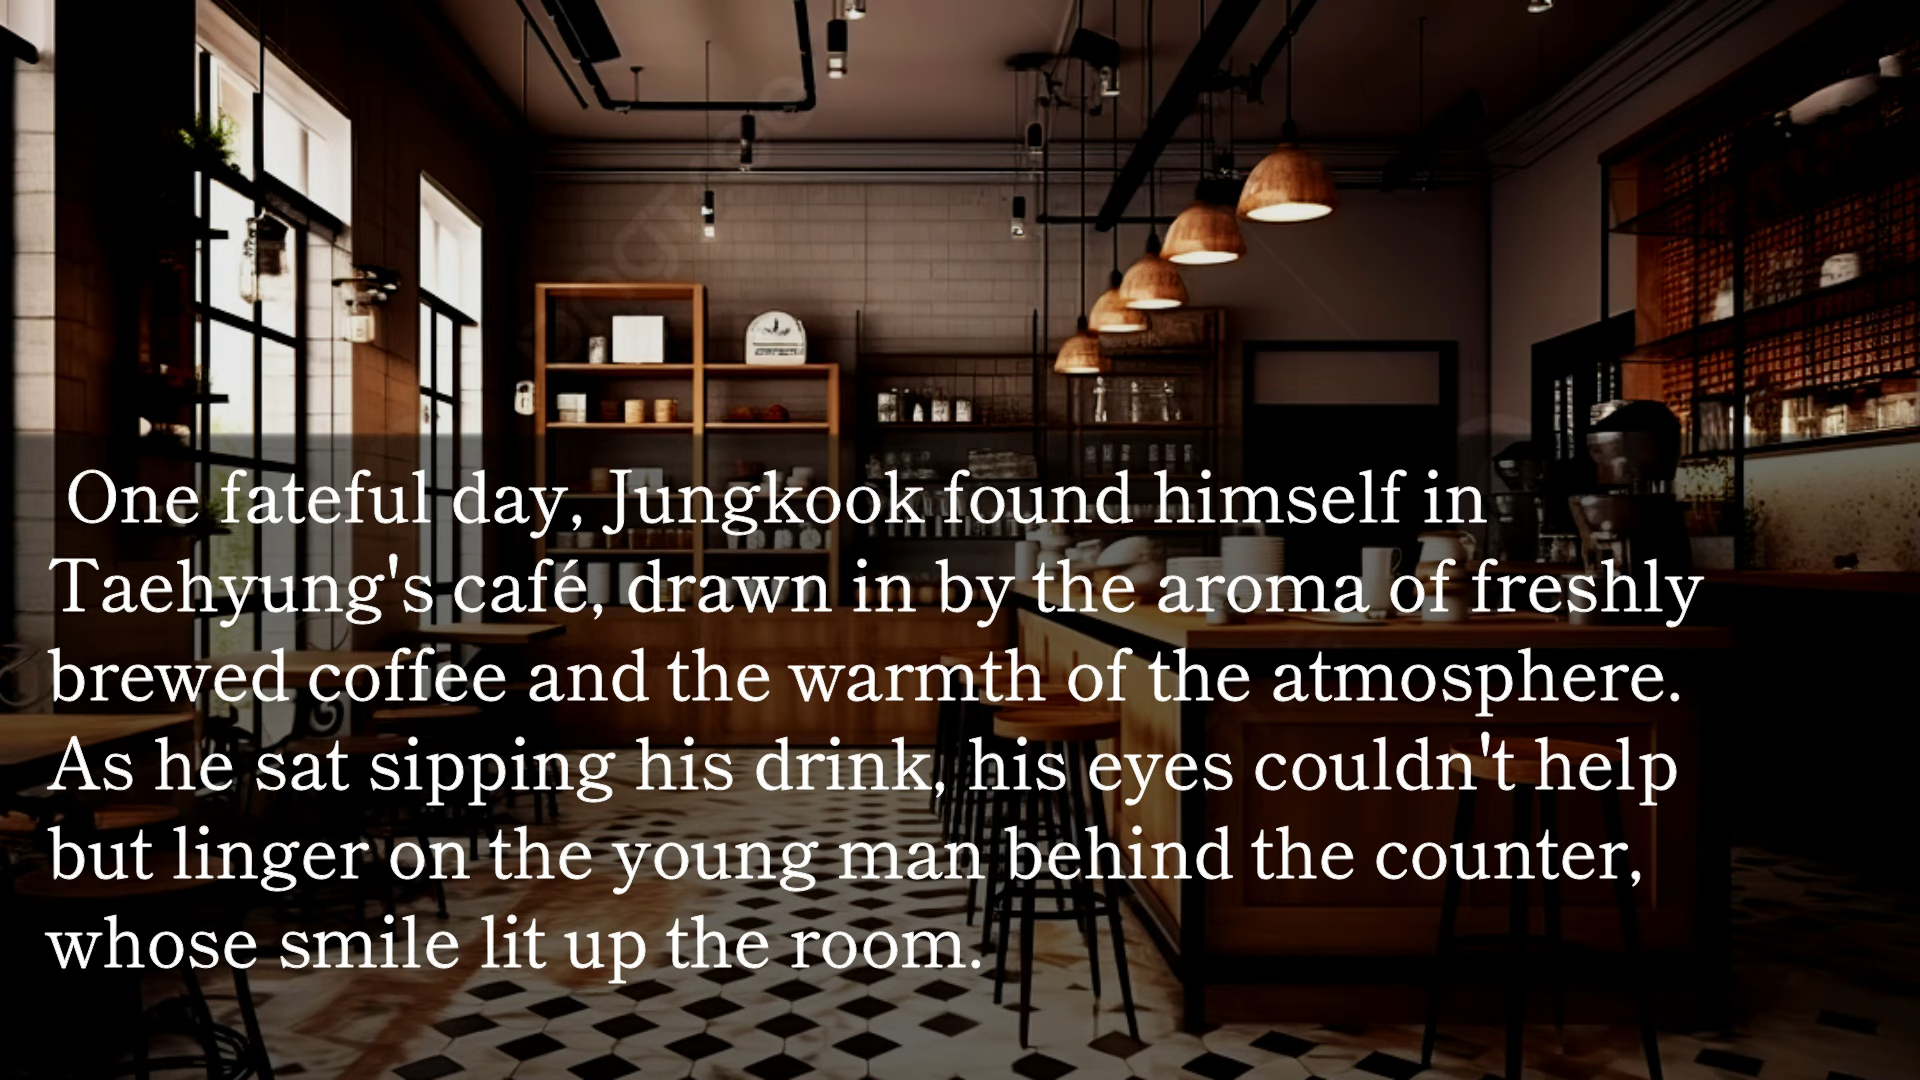 One fateful day, Jungkook found himself in
Taehyung's café, drawn in by the aroma of freshly
brewed coffee and the warmth of the atmosphere.
As he sat sipping his drink, his eyes couldn't help
but linger on the young man behind the counter,
whose smile lit up the room.